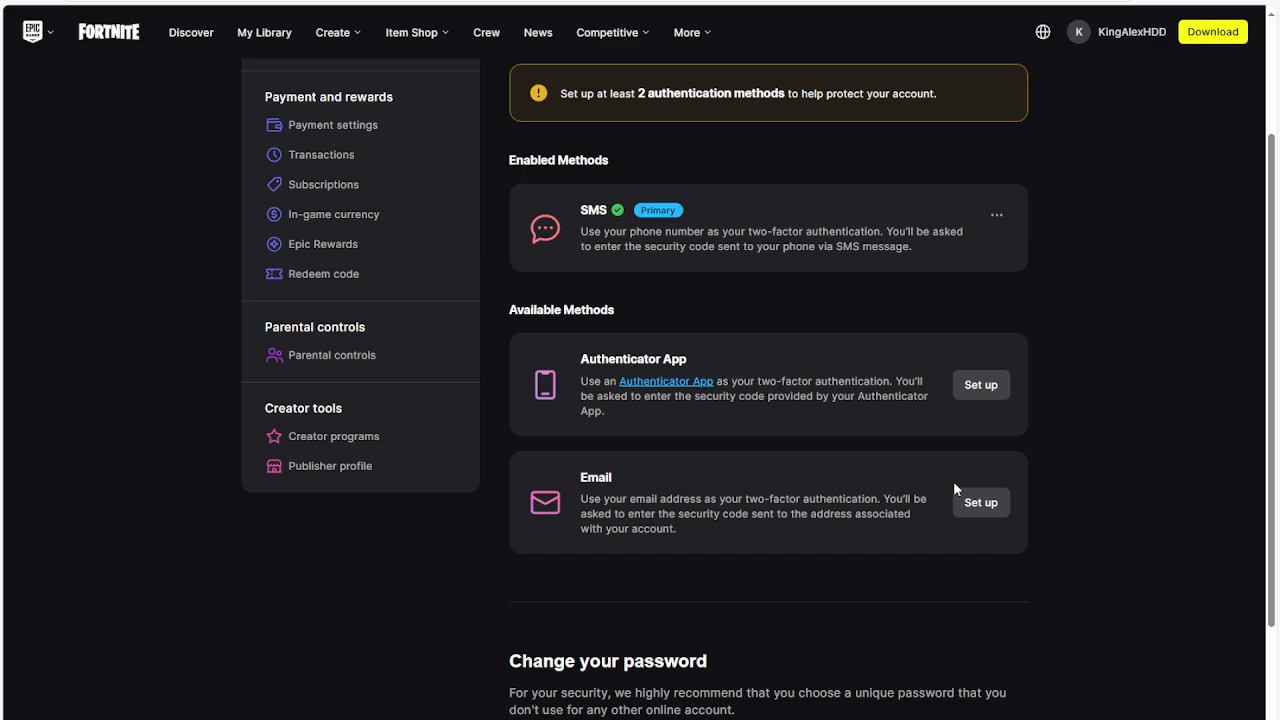 EPIC GAMES
FORTNITE
Discover
My Library
Create
Item Shop
Crew
News
Competitive
More
K
KingAlexHDD
Download
Payment and rewards
Payment settings
Transactions
Subscriptions
In-game currency
Epic Rewards
Redeem code
Parental controls
Parental controls
Creator tools
Creator programs
Publisher profile
Set up at least 2 authentication methods to help protect your account.
Enabled Methods
SMS Primary
Use your phone number as your two-factor authentication. You'll be asked
to enter the security code sent to your phone via SMS message.
Available Methods
Authenticator App
Use an Authenticator App as your two-factor authentication. You'll
be asked to enter the security code provided by your Authenticator
App.
Set up
Email
Use your email address as your two-factor authentication. You'll be
asked to enter the security code sent to the address associated
with your account.
Set up
Change your password
For your security, we highly recommend that you choose a unique password that you
don't use for any other online account.